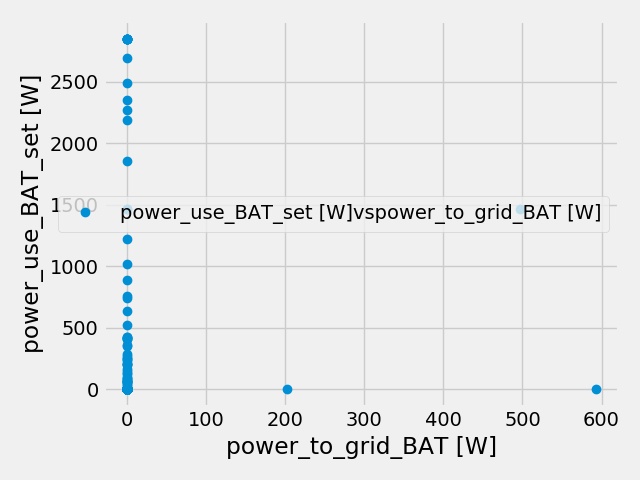 power_use_BAT_set [W]
2500
2000
1500
1000
500
0
power_use_BAT_set [W]vspower_to_grid_BAT [W]
0 100 200 300 400 500 600
power_to_grid_BAT [W]